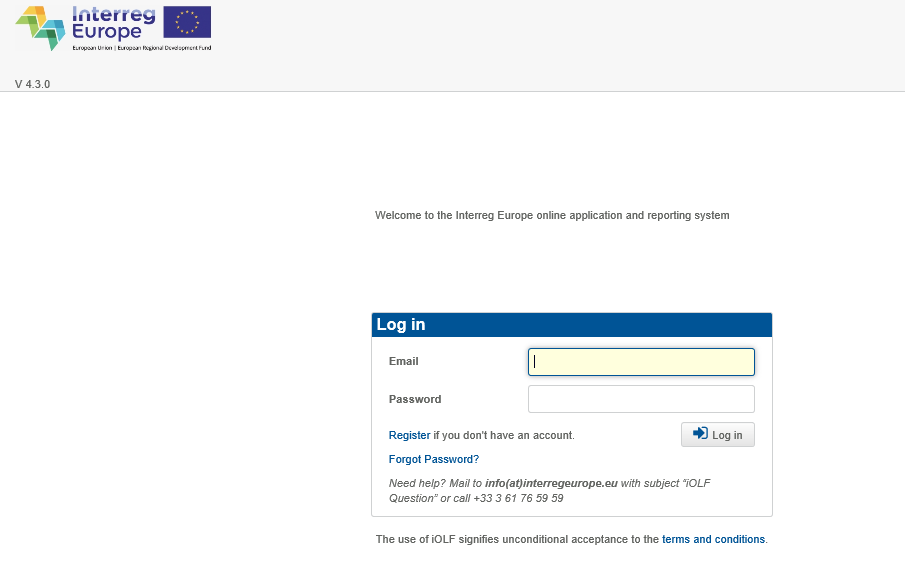 Interreg
Europe
European Union | European Regional Development Fund
V 4.3.0
Welcome to the Interreg Europe online application and reporting system
Log in
Email
Password
Register if you don't have an account.
Log in
Forgot Password?
Need help? Mail to info(at)interregeurope.eu with subject “iOLF
Question” or call +33 3 61 76 59 59
The use of iOLF signifies unconditional acceptance to the terms and conditions.